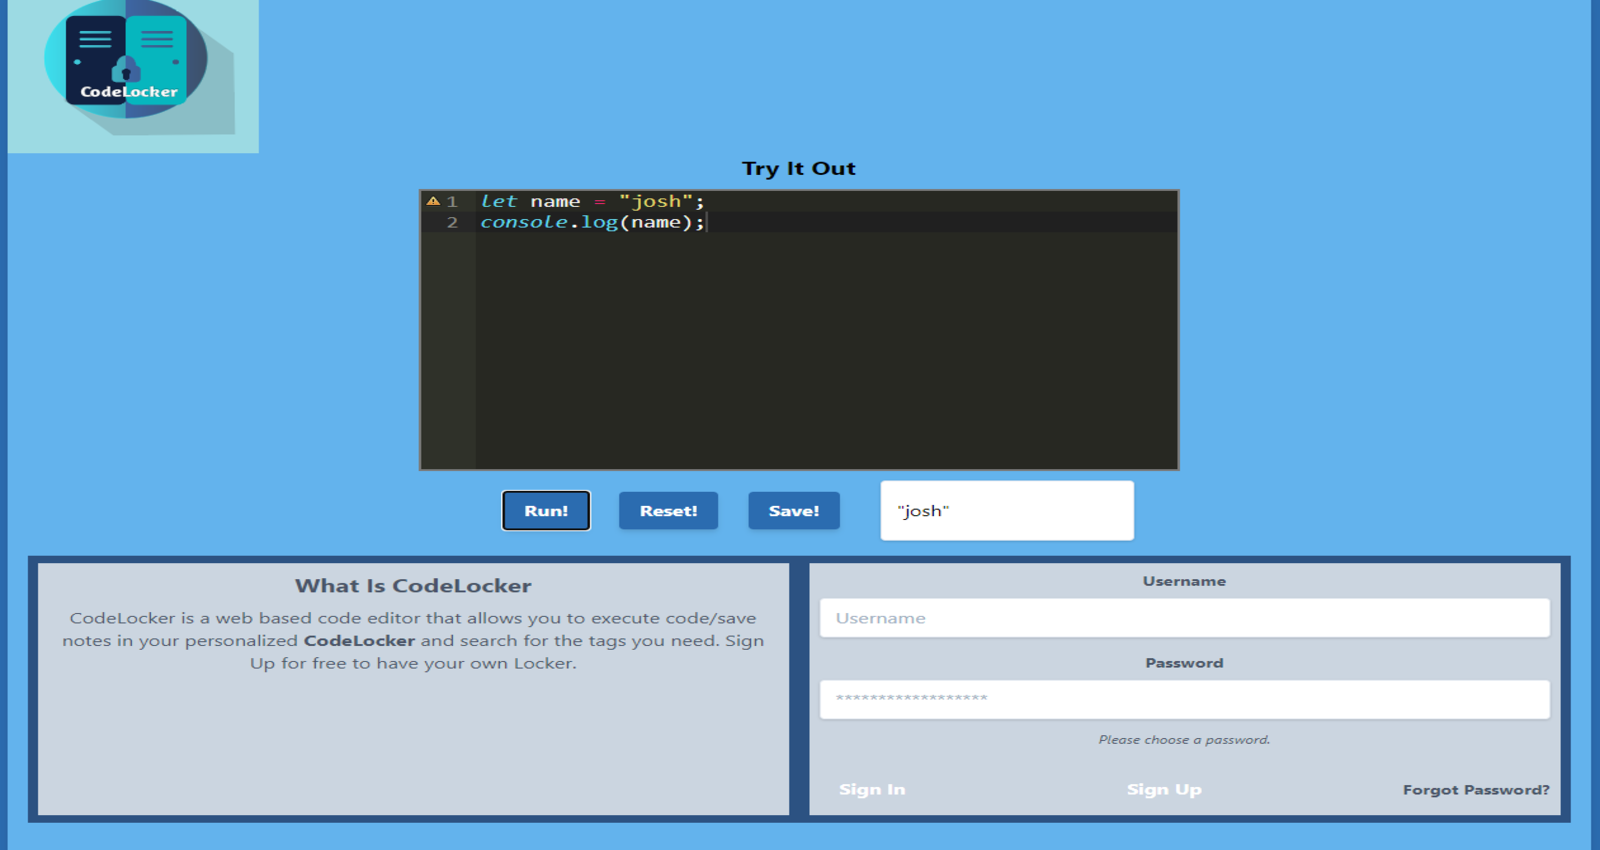 CodeLocker
Try It Out
1 let name = "josh";
2 console.log(name);
Run! Reset! Save! "josh"
What Is CodeLocker
CodeLocker is a web based code editor that allows you to execute code/save
notes in your personalized CodeLocker and search for the tags you need. Sign
Up for free to have your own Locker.
Username
Username
Password
******************
Please choose a password.
Sign In Sign Up Forgot Password?